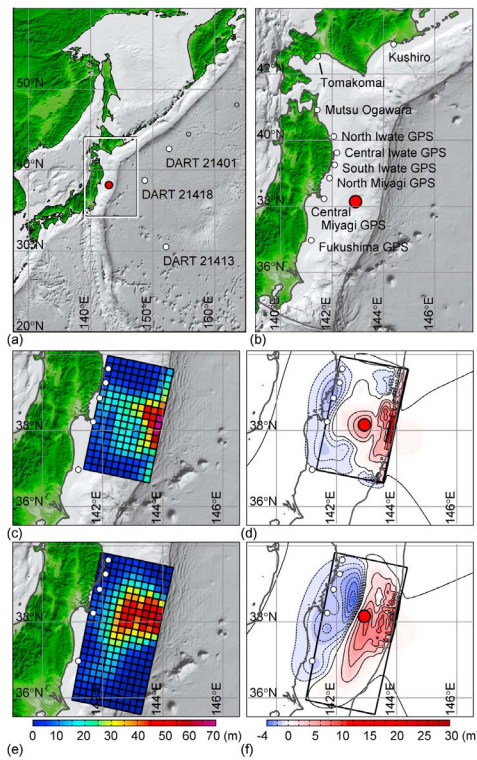 50°N
40°N
30°N
20°N
140°E
150°E
160°E
DART 21401
DART 21418
DART 21413
(a)
Kushiro
42°N
Tomakomai
Mutsu Ogawara
40°N
North Iwate GPS
Central Iwate GPS
South Iwate GPS
North Miyagi GPS
38°N
Central
Miyagi GPS
Fukushima GPS
36°N
140°E
142°E
144°E
146°E
(b)
38°N
36°N
142°E
144°E
146°E
(c)
38°N
36°N
142°E
144°E
146°E
(d)
38°N
36°N
142°E
144°E
146°E
0 10 20 30 40 50 60 70 (m)
(e)
38°N
36°N
142°E
144°E
146°E
-4 0 5 10 15 20 25 30 (m)
(f)